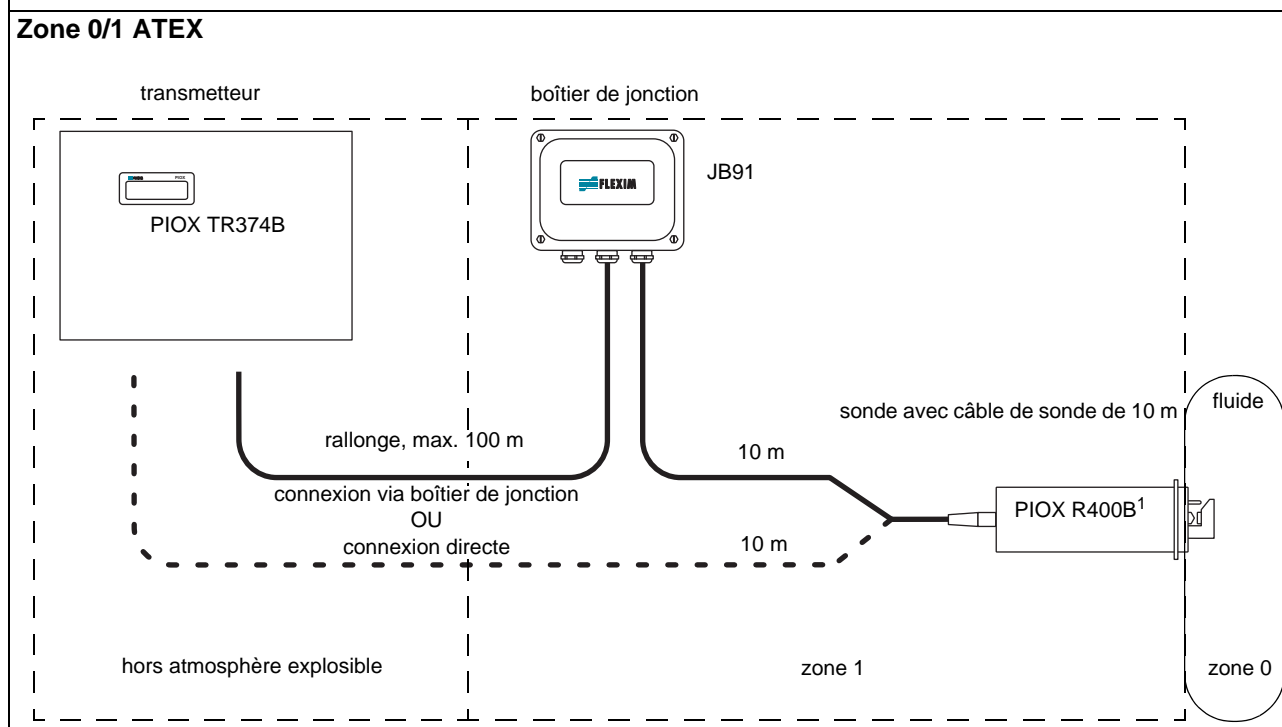 Zone 0/1 ATEX
transmetteur
boîtier de jonction
PIOX TR374B
FLEXIM
JB91
sonde avec câble de sonde de 10 m
fluide
rallonge, max. 100 m
10 m
connexion via boîtier de jonction
OU
connexion directe
10 m
PIOX R400B¹
hors atmosphère explosible
zone 1
zone 0